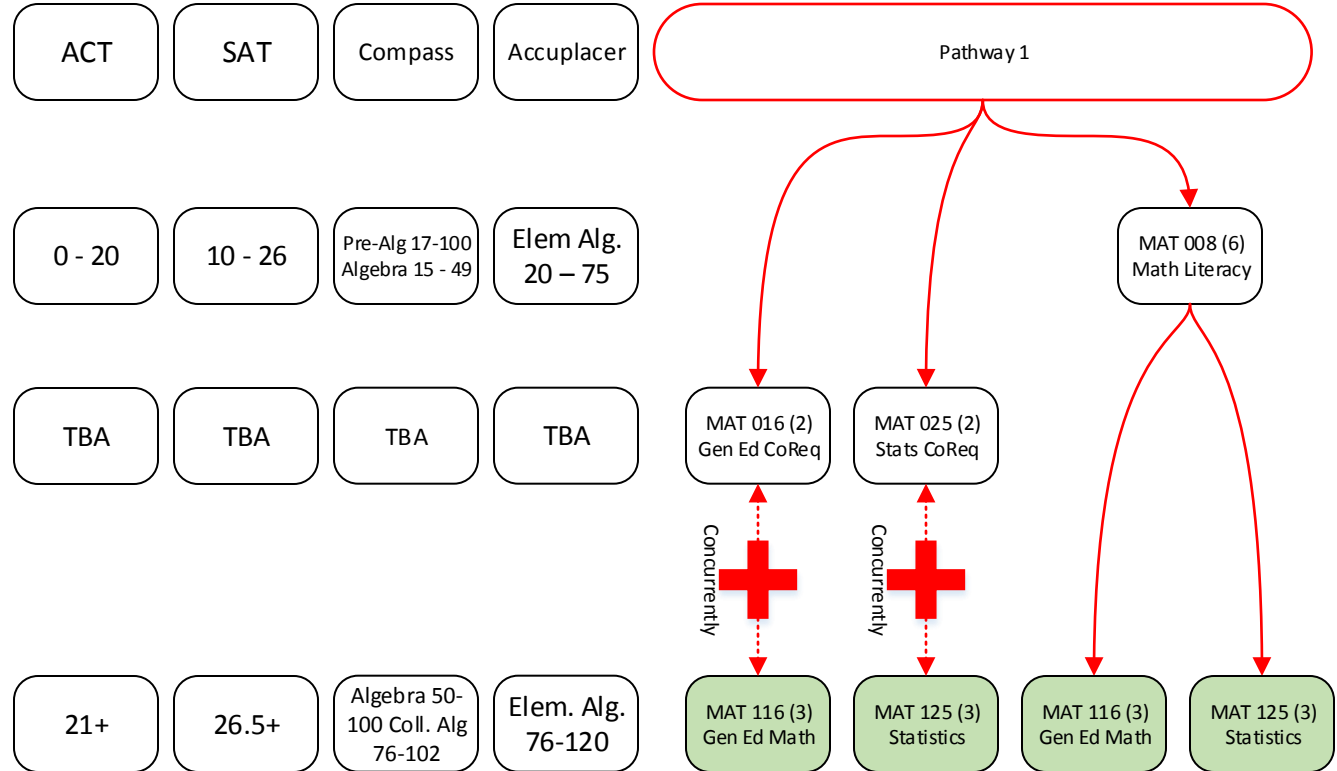 ACT
SAT
Compass
Accuplacer
Pathway 1
0 - 20
10 - 26
Pre-Alg 17-100
Algebra 15 - 49
Elem Alg.
20 – 75
MAT 008 (6)
Math Literacy
TBA
TBA
TBA
TBA
MAT 016 (2)
Gen Ed CoReq
MAT 025 (2)
Stats CoReq
Concurrently
Concurrently
21+
26.5+
Algebra 50-
100 Coll. Alg
76-102
Elem. Alg.
76-120
MAT 116 (3)
Gen Ed Math
MAT 125 (3)
Statistics
MAT 116 (3)
Gen Ed Math
MAT 125 (3)
Statistics